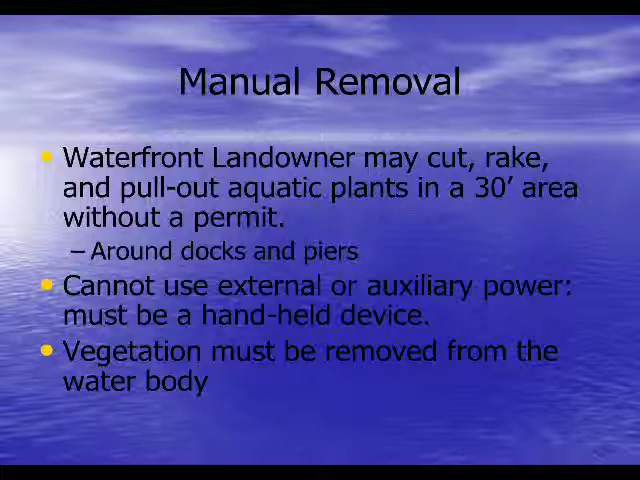 Manual Removal
• Waterfront Landowner may cut, rake,
and pull-out aquatic plants in a 30’ area
without a permit.
– Around docks and piers
• Cannot use external or auxiliary power:
must be a hand-held device.
• Vegetation must be removed from the
water body